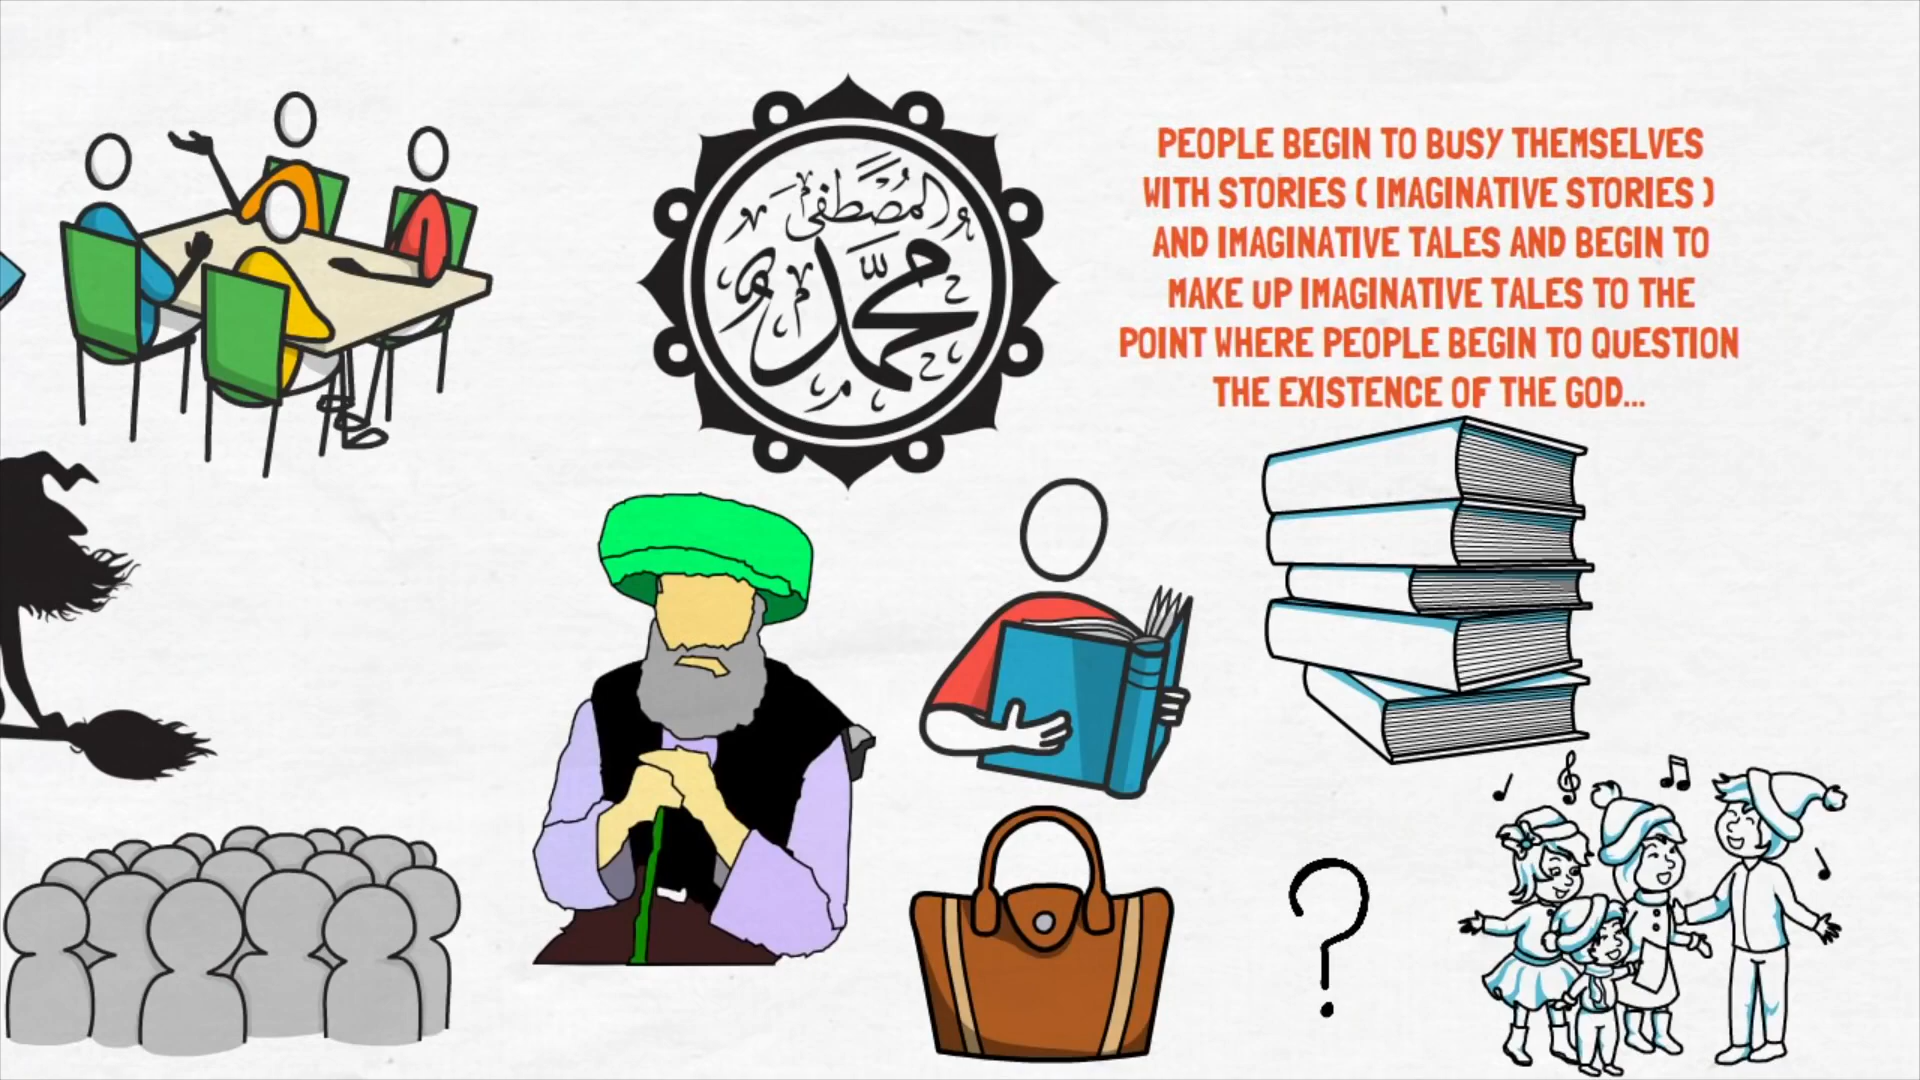 المصطفى
محمد
PEOPLE BEGIN TO BUSY THEMSELVES
WITH STORIES ( IMAGINATIVE STORIES )
AND IMAGINATIVE TALES AND BEGIN TO
MAKE UP IMAGINATIVE TALES TO THE
POINT WHERE PEOPLE BEGIN TO QUESTION
THE EXISTENCE OF THE GOD...
?